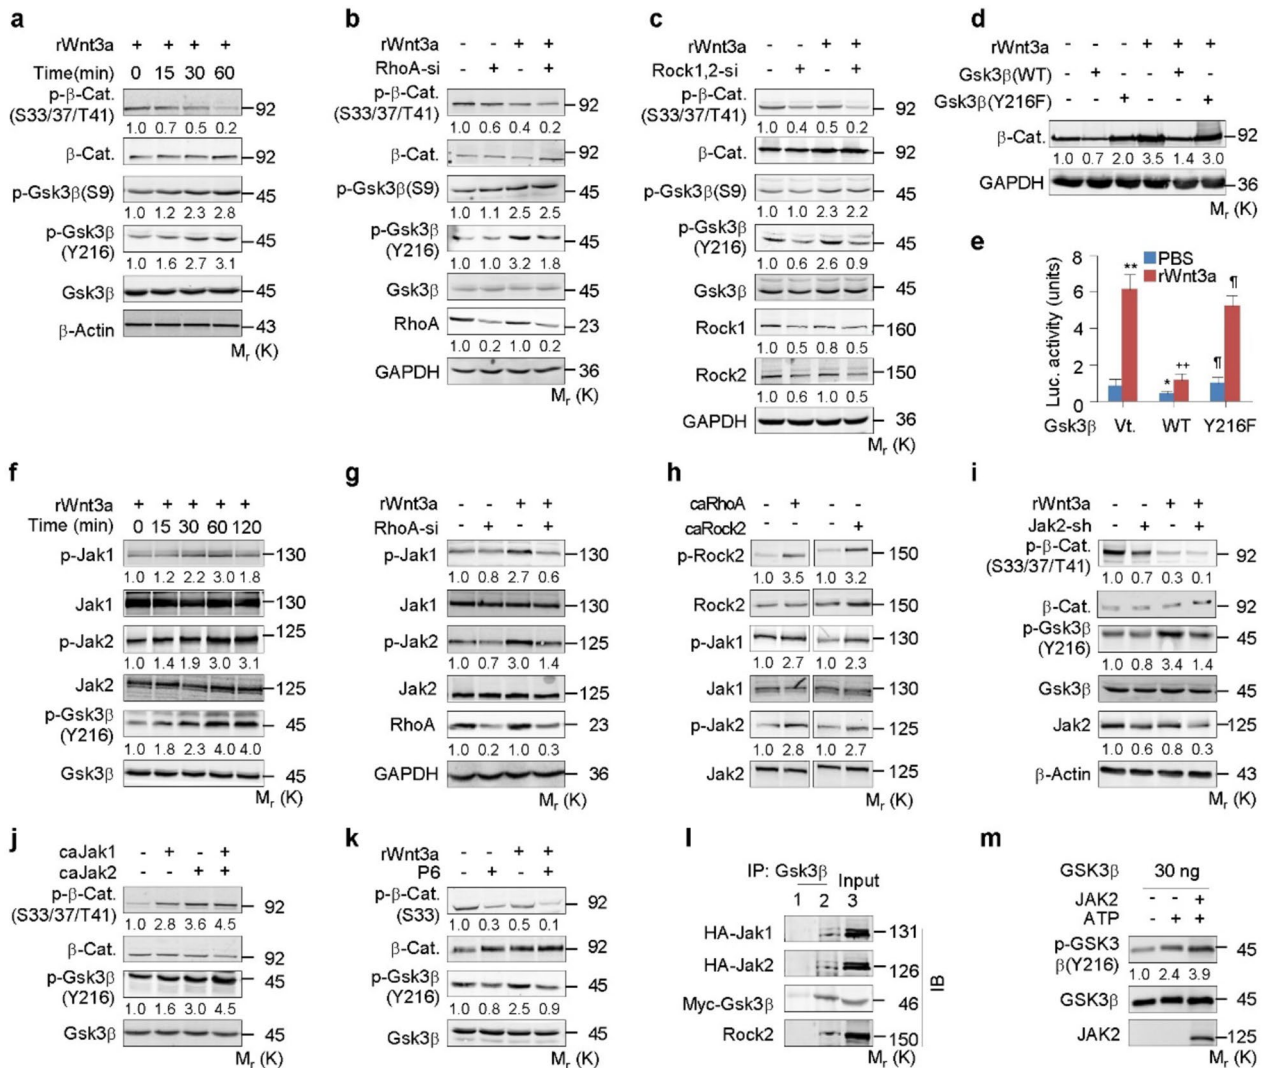 a
rWnt3a + + + +
Time(min) 0 15 30 60
p-β-Cat.
(S33/37/T41) 92
1.0 0.7 0.5 0.2
β-Cat. 92
p-Gsk3β(S9) 45
1.0 1.2 2.3 2.8
p-Gsk3β
(Y216) 45
1.0 1.6 2.7 3.1
Gsk3β 45
β-Actin 43
Mr (K)
b
rWnt3a - - + +
RhoA-si - + - +
p-β-Cat.
(S33/37/T41) 92
1.0 0.6 0.4 0.2
β-Cat. 92
p-Gsk3β(S9) 45
1.0 1.1 2.5 2.5
p-Gsk3β
(Y216) 45
1.0 1.0 3.2 1.8
Gsk3β 45
RhoA 23
1.0 0.2 1.0 0.2
GAPDH 36
Mr (K)
c
rWnt3a - - + +
Rock1,2-si - + - +
p-β-Cat.
(S33/37/T41) 92
1.0 0.4 0.5 0.2
β-Cat. 92
p-Gsk3β(S9) 45
1.0 1.0 2.3 2.2
p-Gsk3β
(Y216) 45
1.0 0.6 2.6 0.9
Gsk3β 45
Rock1 160
1.0 0.5 0.8 0.5
Rock2 150
1.0 0.6 1.0 0.5
GAPDH 36
Mr (K)
d
rWnt3a - - - + + +
Gsk3β(WT) - + - - + -
Gsk3β(Y216F) - - + - - +
β-Cat. 92
1.0 0.7 2.0 3.5 1.4 3.0
GAPDH 36
Mr (K)
e
Luc. activity (units)
8
6
4
2
0
PBS
rWnt3a
** * ++ ¶ ¶
Gsk3β Vt. WT Y216F
f
rWnt3a + + + + +
Time (min) 0 15 30 60 120
p-Jak1 130
1.0 1.2 2.2 3.0 1.8
Jak1 130
p-Jak2 125
1.0 1.4 1.9 3.0 3.1
Jak2 125
p-Gsk3β
(Y216) 45
1.0 1.8 2.3 4.0 4.0
Gsk3β 45
Mr (K)
g
rWnt3a - - + +
RhoA-si - + - +
p-Jak1 130
1.0 0.8 2.7 0.6
Jak1 130
p-Jak2 125
1.0 0.7 3.0 1.4
Jak2 125
RhoA 23
1.0 0.2 1.0 0.3
GAPDH 36
Mr (K)
h
caRhoA - + - -
caRock2 - - - +
p-Rock2 150
1.0 3.5 1.0 3.2
Rock2 150
p-Jak1 130
1.0 2.7 1.0 2.3
Jak1 130
p-Jak2 125
1.0 2.8 1.0 2.7
Jak2 125
Mr (K)
i
rWnt3a - - + +
Jak2-sh - + - +
p-β-Cat.
(S33/37/T41) 92
1.0 0.7 0.3 0.1
β-Cat. 92
p-Gsk3β
(Y216) 45
1.0 0.8 3.4 1.4
Gsk3β 45
Jak2 125
1.0 0.6 0.8 0.3
β-Actin 43
Mr (K)
j
caJak1 - + - +
caJak2 - - + +
p-β-Cat.
(S33/37/T41) 92
1.0 2.8 3.6 4.5
β-Cat. 92
p-Gsk3β
(Y216) 45
1.0 1.6 3.0 4.5
Gsk3β 45
Mr (K)
k
rWnt3a - - + +
P6 - + - +
p-β-Cat.
(S33) 92
1.0 0.3 0.5 0.1
β-Cat. 92
p-Gsk3β
(Y216) 45
1.0 0.8 2.5 0.9
Gsk3β 45
Mr (K)
l
IP: Gsk3β Input
1 2 3
HA-Jak1 131
HA-Jak2 126
Myc-Gsk3β 46
Rock2 150
IB
Mr (K)
m
GSK3β 30 ng
JAK2 - - +
ATP - + +
p-GSK3
β(Y216) 45
1.0 2.4 3.9
GSK3β 45
JAK2 125
Mr (K)